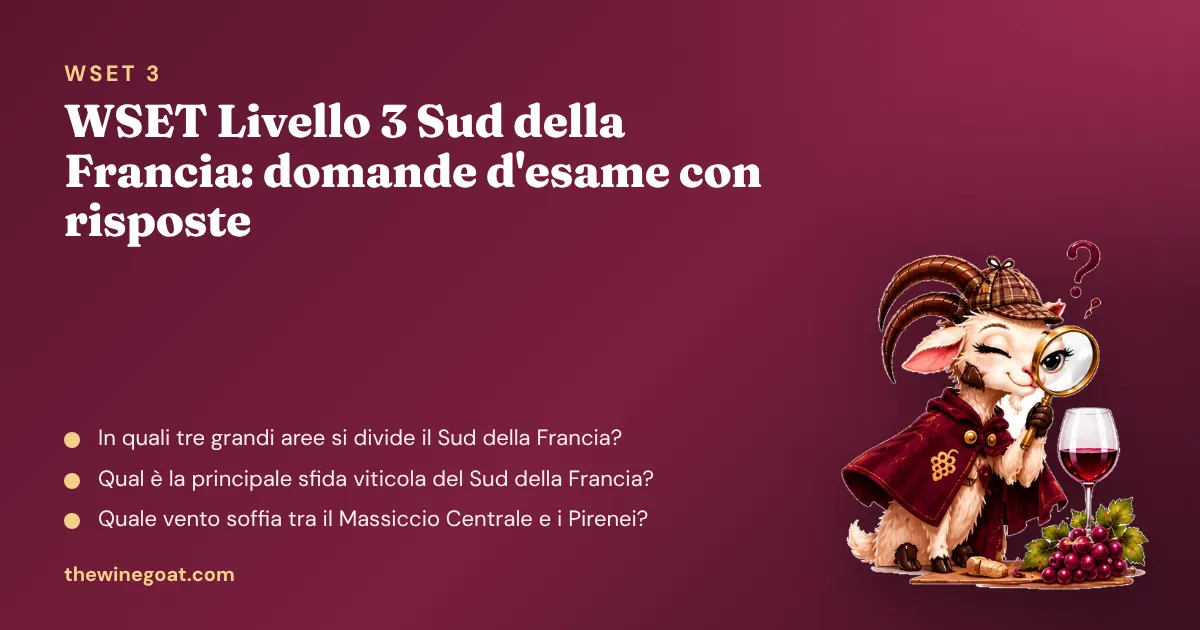 WSET 3
WSET Livello 3 Sud della
Francia: domande d'esame con
risposte
In quali tre grandi aree si divide il Sud della Francia?
Qual è la principale sfida viticola del Sud della Francia?
Quale vento soffia tra il Massiccio Centrale e i Pirenei?
thewinegoat.com